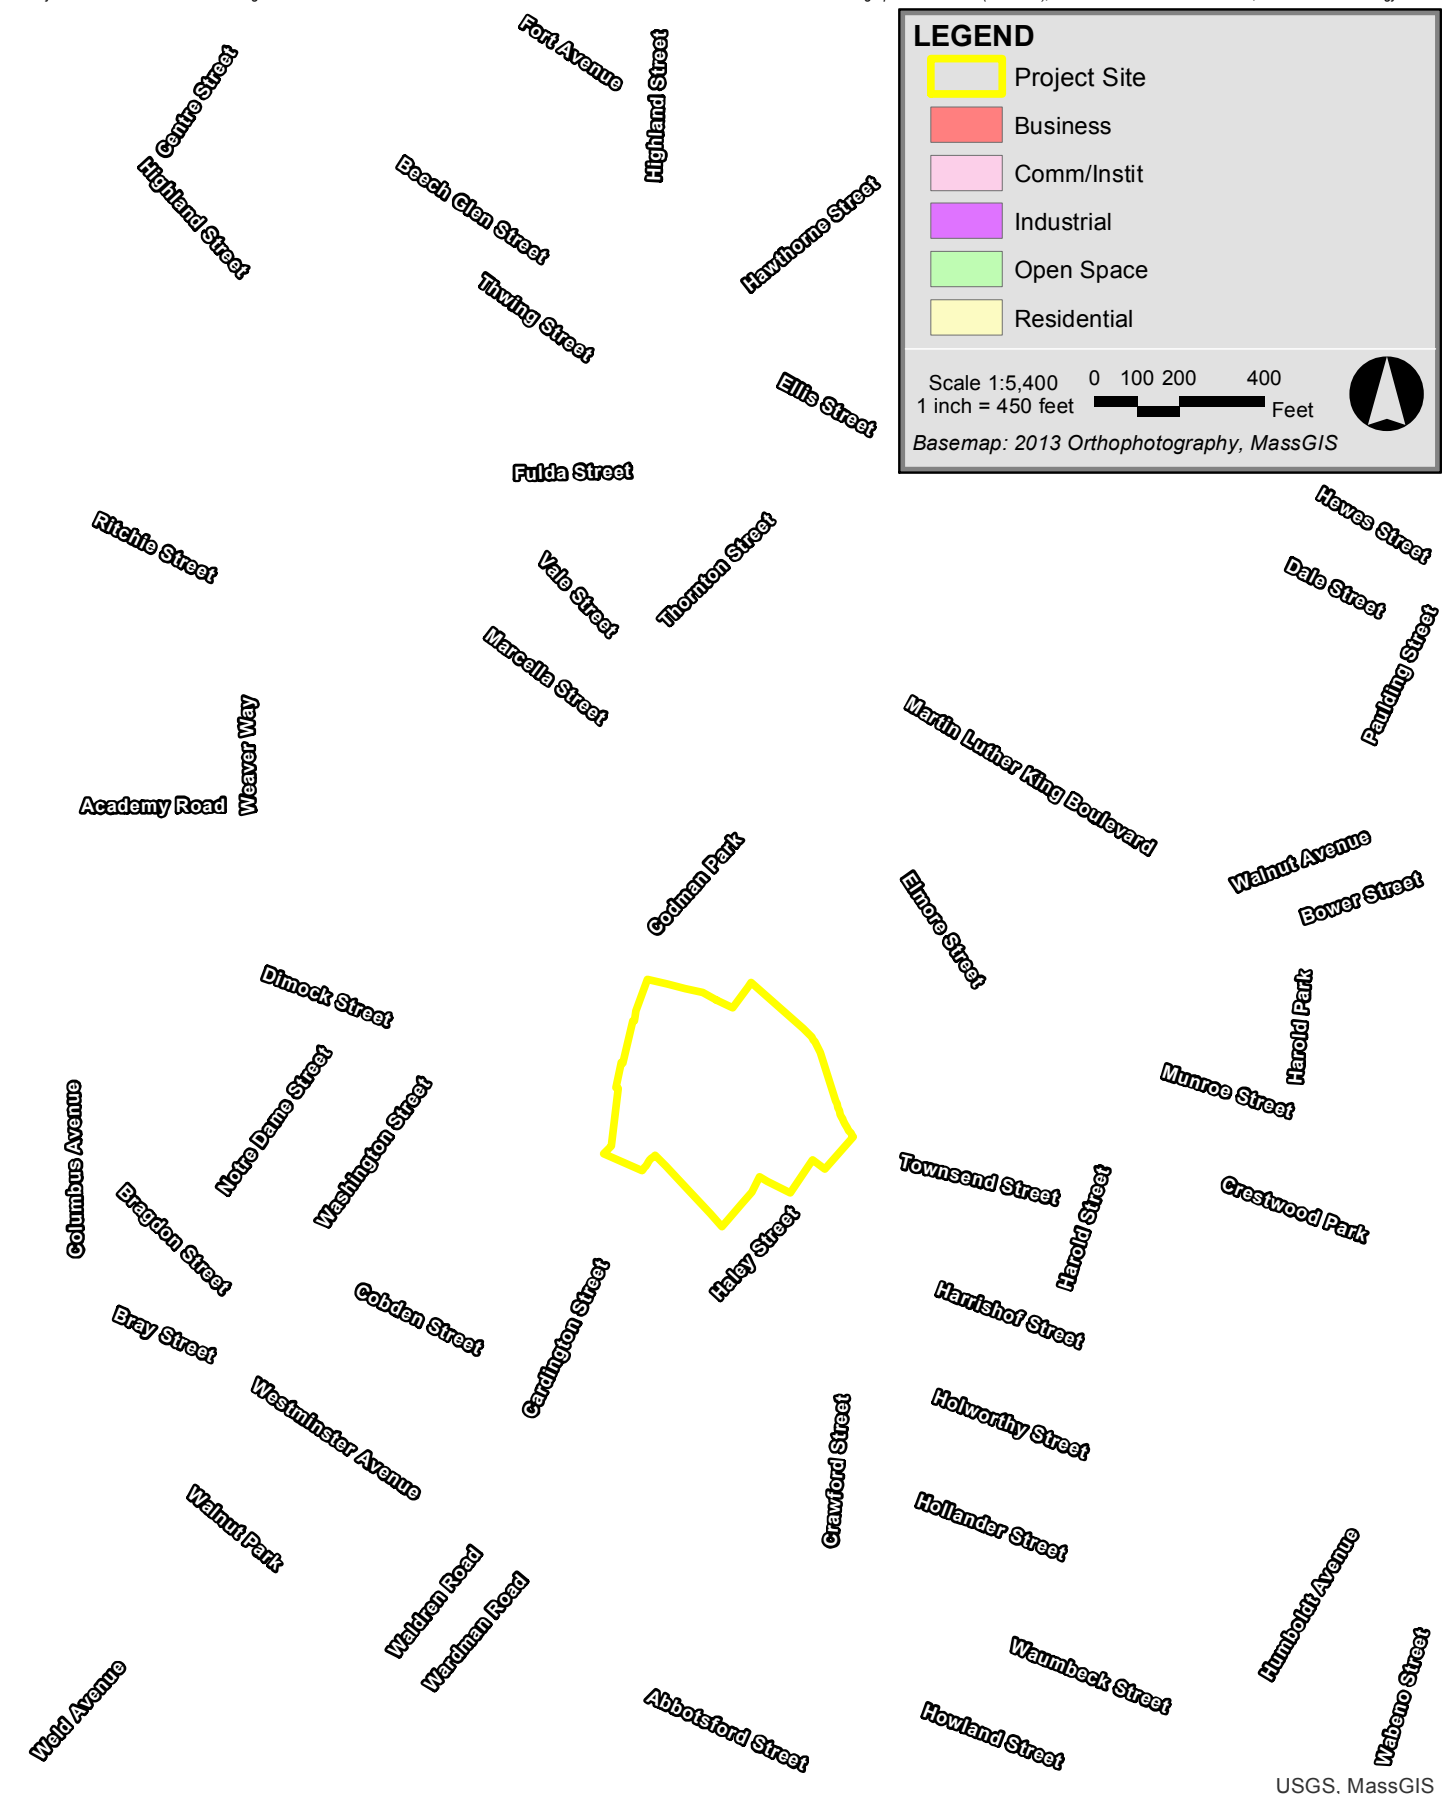 Fort Avenue
Highland Street
Centre Street
Highland Street
Beech Glen Street
Hawthorne Street
Thwing Street
Ellis Street
LEGEND
Project Site
Business
Comm/Instit
Industrial
Open Space
Residential
Scale 1:5,400
1 inch = 450 feet
0 100 200 400
Feet
Basemap: 2013 Orthophotography, MassGIS
Fulda Street
Ritchie Street
Vale Street
Thornton Street
Marcella Street
Hewes Street
Dale Street
Paulding Street
Weaver Way
Academy Road
Martin Luther King Boulevard
Codman Park
Elmore Street
Walnut Avenue
Bower Street
Dimock Street
Harold Park
Munroe Street
Notre Dame Street
Washington Street
Columbus Avenue
Bragdon Street
Townsend Street
Harold Street
Crestwood Park
Haley Street
Cobden Street
Cardington Street
Bray Street
Harrishof Street
Westminster Avenue
Crawford Street
Holworthy Street
Walnut Park
Hollander Street
Waldren Road
Wardman Road
Humboldt Avenue
Weld Avenue
Abbotsford Street
Waumbeck Street
Howland Street
Wabeno Street
USGS, MassGIS